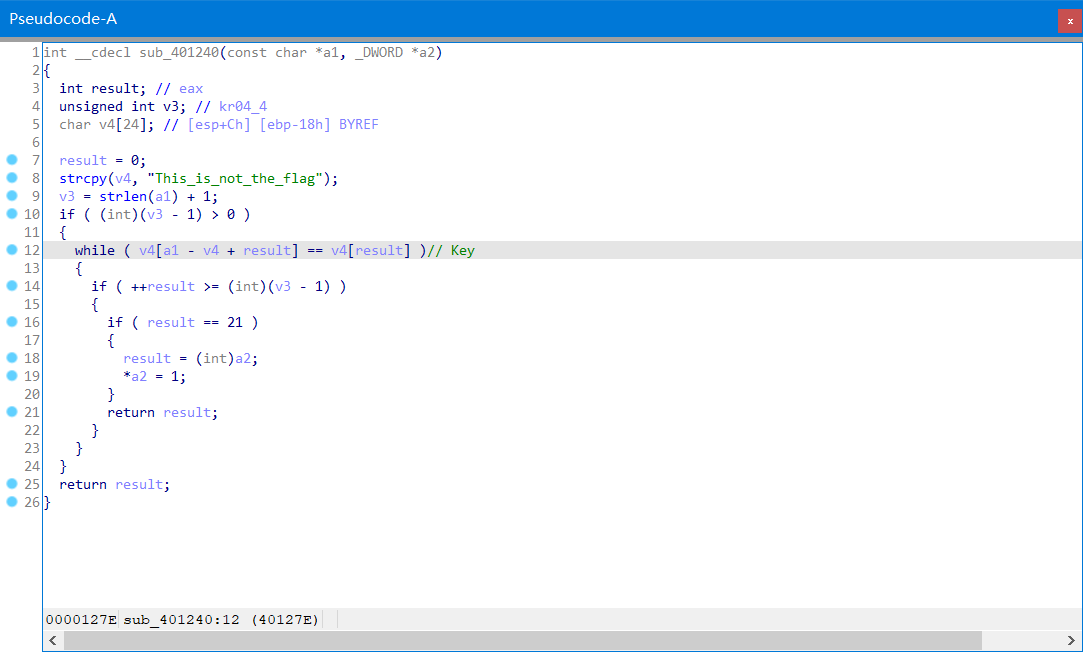 Pseudocode-A
x
1 int __cdecl sub_401240(const char *a1, _DWORD *a2)
2 {
3 int result; // eax
4 unsigned int v3; // kr04_4
5 char v4[24]; // [esp+Ch] [ebp-18h] BYREF
6
7 result = 0;
8 strcpy(v4, "This_is_not_the_flag");
9 v3 = strlen(a1) + 1;
10 if ( (int)(v3 - 1) > 0 )
11 {
12 while ( v4[a1 - v4 + result] == v4[result] )// Key
13 {
14 if ( ++result >= (int)(v3 - 1) )
15 {
16 if ( result == 21 )
17 {
18 result = (int)a2;
19 *a2 = 1;
20 }
21 return result;
22 }
23 }
24 }
25 return result;
26 }
0000127E sub_401240:12 (40127E)